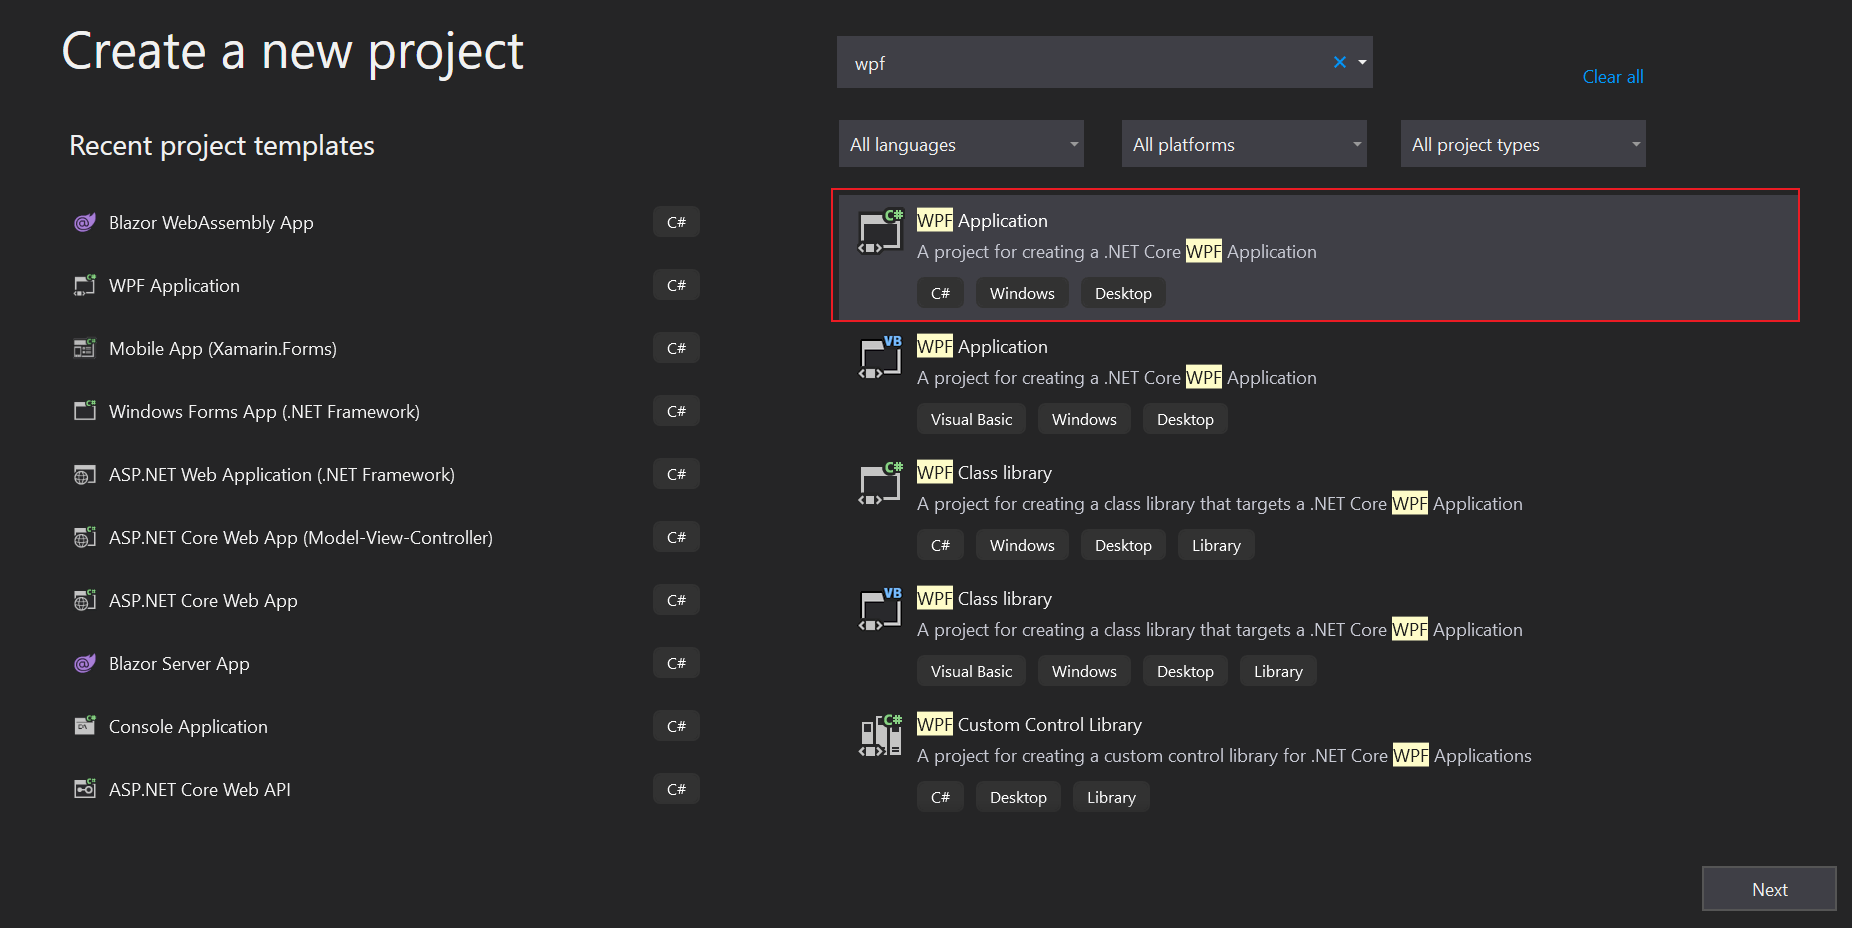 Create a new project
wpf
Clear all
All languages
All platforms
All project types
Recent project templates
Blazor WebAssembly App C#
WPF Application C#
Mobile App (Xamarin.Forms) C#
Windows Forms App (.NET Framework) C#
ASP.NET Web Application (.NET Framework) C#
ASP.NET Core Web App (Model-View-Controller) C#
ASP.NET Core Web App C#
Blazor Server App C#
Console Application C#
ASP.NET Core Web API C#
C#
WPF Application
A project for creating a .NET Core WPF Application
C# Windows Desktop
VB
WPF Application
A project for creating a .NET Core WPF Application
Visual Basic Windows Desktop
C#
WPF Class library
A project for creating a class library that targets a .NET Core WPF Application
C# Windows Desktop Library
VB
WPF Class library
A project for creating a class library that targets a .NET Core WPF Application
Visual Basic Windows Desktop Library
C#
WPF Custom Control Library
A project for creating a custom control library for .NET Core WPF Applications
C# Desktop Library
Next